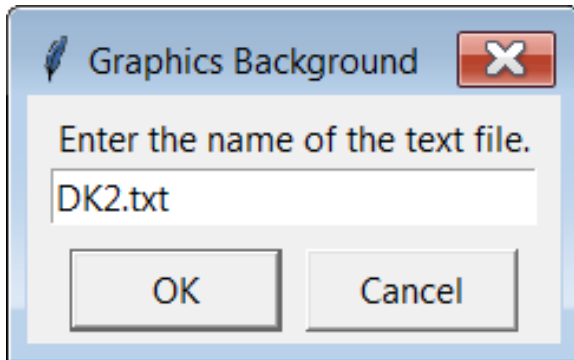 Graphics Background
Enter the name of the text file.
DK2.txt
OK Cancel